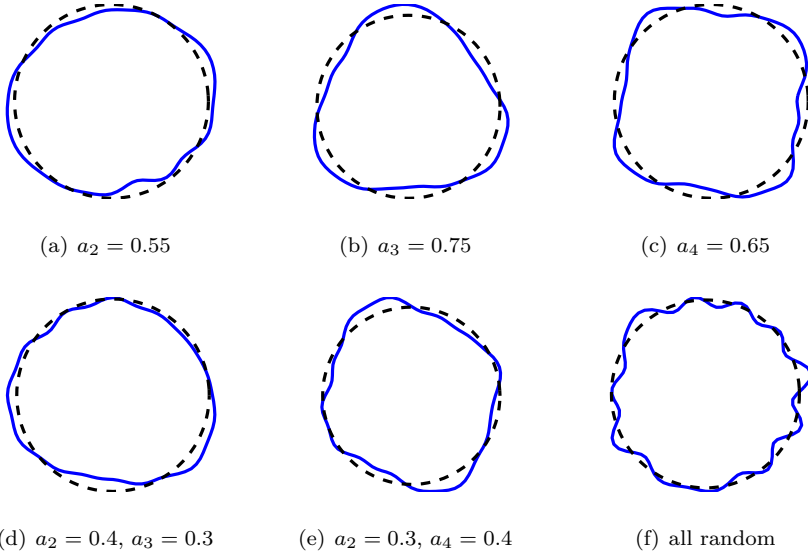 (a) a₂ = 0.55
(b) a₃ = 0.75
(c) a₄ = 0.65
(d) a₂ = 0.4, a₃ = 0.3
(e) a₂ = 0.3, a₄ = 0.4
(f) all random